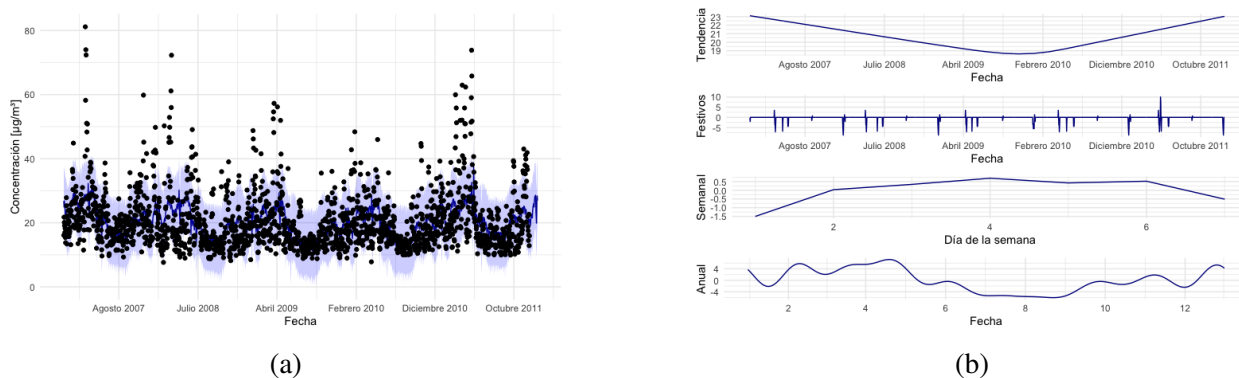 80
60
40
20
0
Concentración [µg/m³]
Agosto 2007 Julio 2008 Abril 2009 Febrero 2010 Diciembre 2010 Octubre 2011
Fecha
(a)
Tendencia
23
22
21
20
19
Agosto 2007 Julio 2008 Abril 2009 Febrero 2010 Diciembre 2010 Octubre 2011
Fecha
Festivos
10
5
0
-5
Agosto 2007 Julio 2008 Abril 2009 Febrero 2010 Diciembre 2010 Octubre 2011
Fecha
Semanal
0.5
0.0
-0.5
-1.0
-1.5
2 4 6
Día de la semana
Anual
4
0
-4
2 4 6 8 10 12
Fecha
(b)